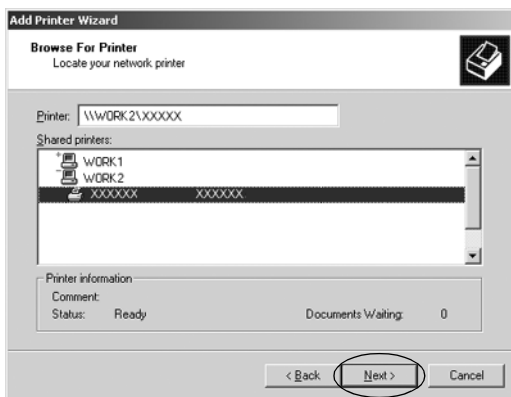 Add Printer Wizard
Browse For Printer
Locate your network printer
Printer: \\WORK2\XXXXX
Shared printers:
WORK1
WORK2
XXXXXX XXXXXX
Printer information
Comment:
Status: Ready Documents Waiting: 0
< Back Next > Cancel